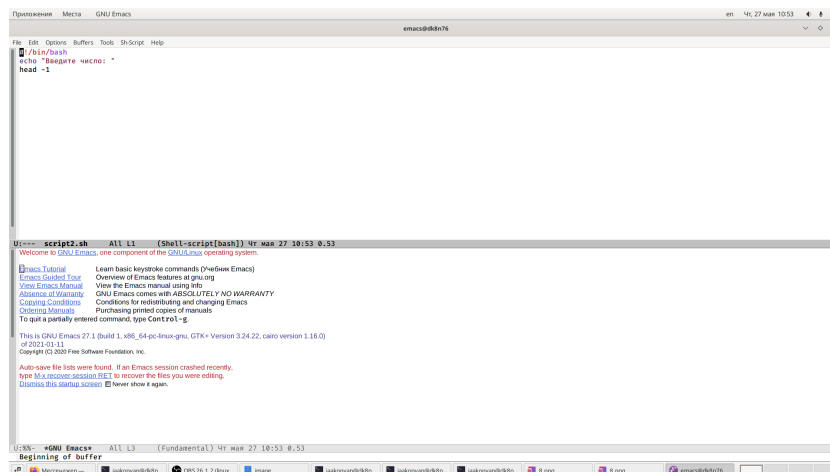 Приложения Места GNU Emacs en Чт, 27 мая 10:53
emacs@dk8n76
File Edit Options Buffers Tools Sh-Script Help
#!/bin/bash
echo "Введите число: "
head -1
U:--- script2.sh All L1 (Shell-script[bash]) Чт мая 27 10:53 0.53
Welcome to GNU Emacs, one component of the GNU/Linux operating system.
Emacs Tutorial Learn basic keystroke commands (Учебник Emacs)
Emacs Guided Tour Overview of Emacs features at gnu.org
View Emacs Manual View the Emacs manual using Info
Absence of Warranty GNU Emacs comes with ABSOLUTELY NO WARRANTY
Copying Conditions Conditions for redistributing and changing Emacs
Ordering Manuals Purchasing printed copies of manuals
To quit a partially entered command, type Control-g.
This is GNU Emacs 27.1 (build 1, x86_64-pc-linux-gnu, GTK+ Version 3.24.22, cairo version 1.16.0)
of 2021-01-11
Copyright (C) 2020 Free Software Foundation, Inc.
Auto-save file lists were found. If an Emacs session crashed recently,
type M-x recover-session RET to recover the files you were editing.
Dismiss this startup screen Never show it again.
U:%%- *GNU Emacs* All L3 (Fundamental) Чт мая 27 10:53 0.53
Beginning of buffer
image 8.png 8.png emacs@dk8n76